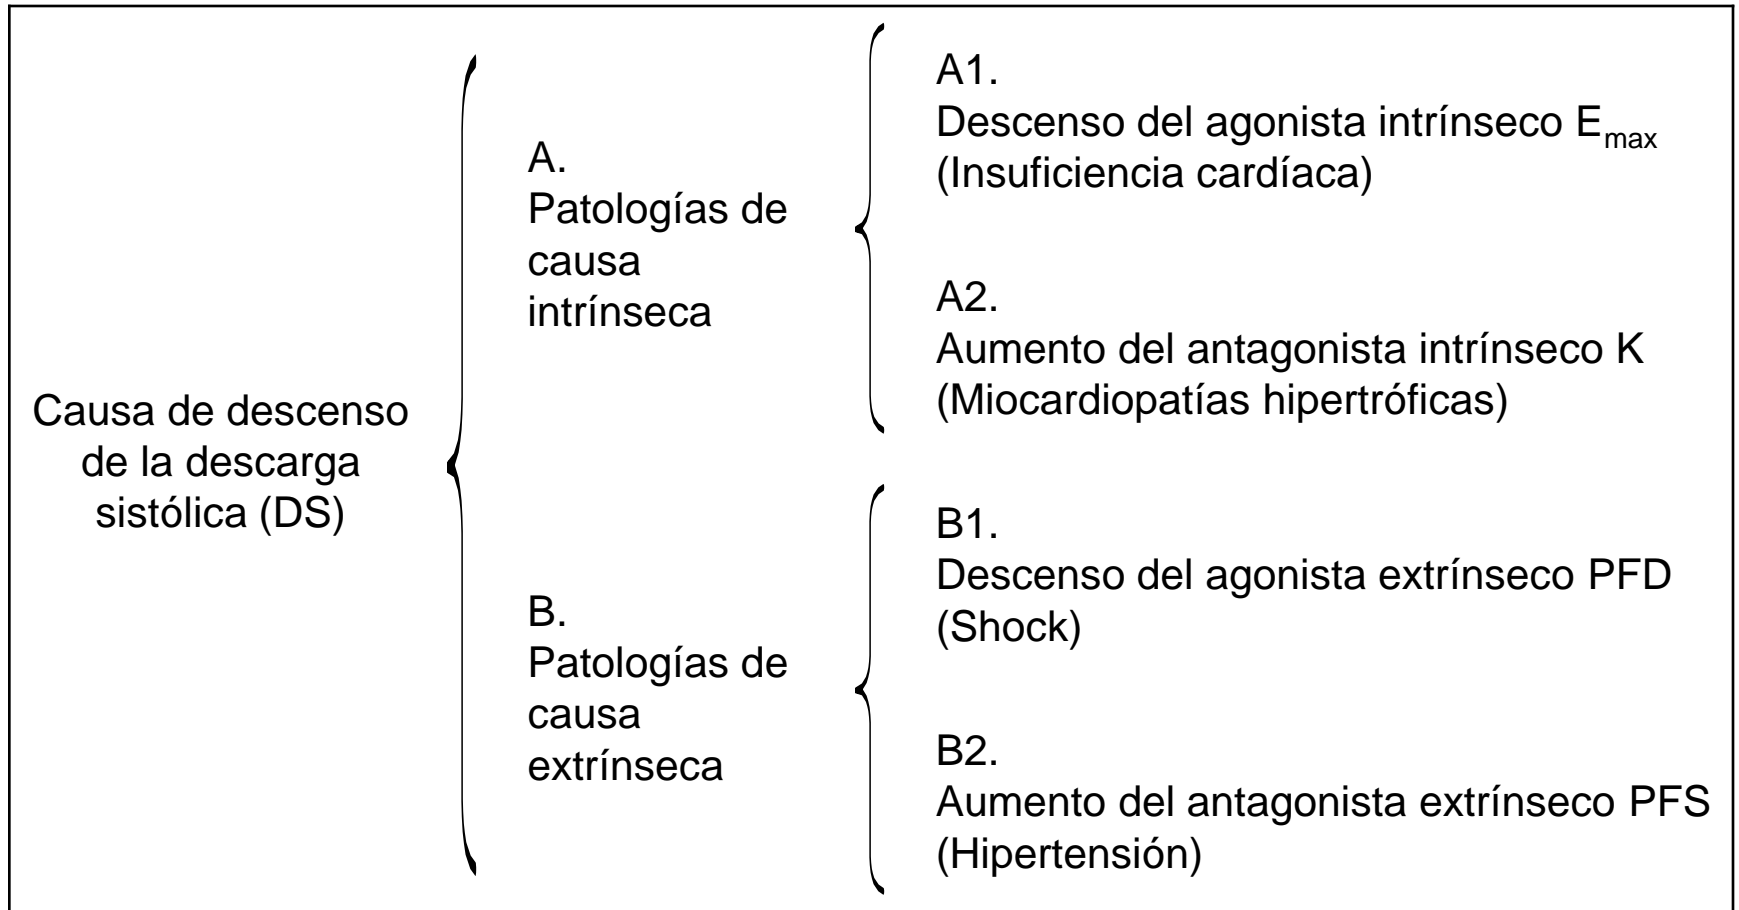 Causa de descenso
de la descarga
sistólica (DS)
A.
Patologías de
causa
intrínseca
A1.
Descenso del agonista intrínseco Emax
(Insuficiencia cardíaca)
A2.
Aumento del antagonista intrínseco K
(Miocardiopatías hipertróficas)
B.
Patologías de
causa
extrínseca
B1.
Descenso del agonista extrínseco PFD
(Shock)
B2.
Aumento del antagonista extrínseco PFS
(Hipertensión)